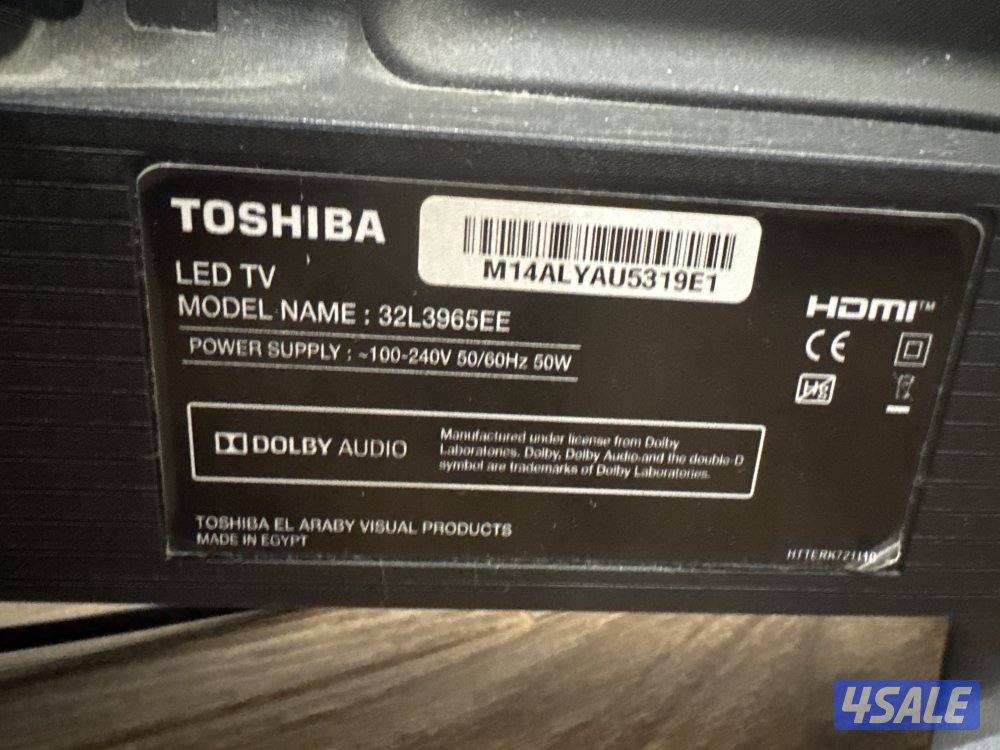 TOSHIBA
M14ALYAU5319E1
LED TV
MODEL NAME : 32L3965EE
POWER SUPPLY : ~100-240V 50/60Hz 50W
HDMI™
CE
DOLBY AUDIO
Manufactured under license from Dolby
Laboratories. Dolby, Dolby Audio and the double-D
symbol are trademarks of Dolby Laboratories.
TOSHIBA EL ARABY VISUAL PRODUCTS
MADE IN EGYPT
4SALE